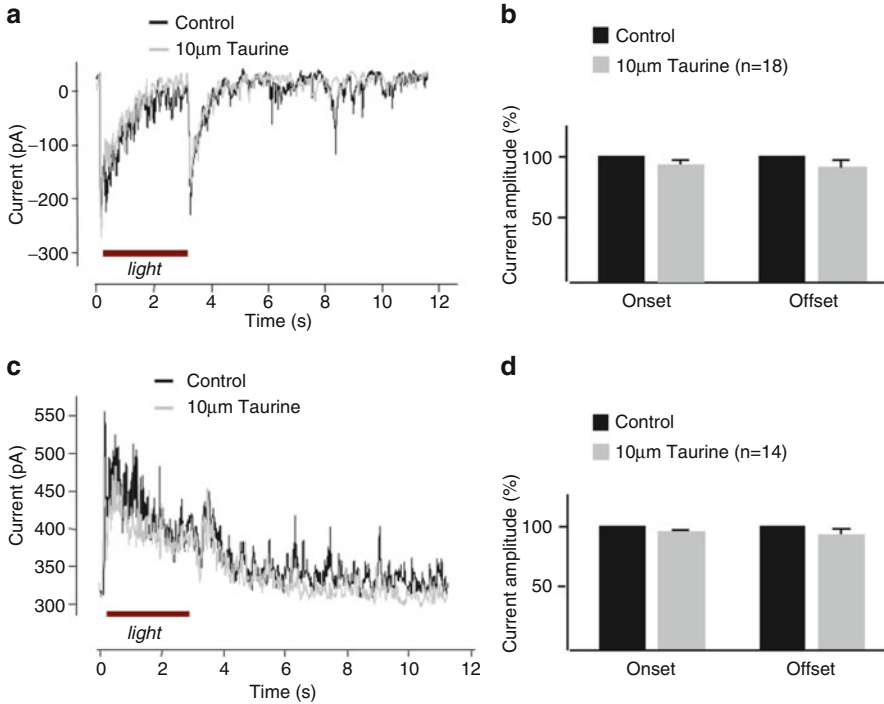 a
Control
10μm Taurine
Current (pA)
0
−100
−200
−300
light
0 2 4 6 8 10 12
Time (s)
b
Control
10μm Taurine (n=18)
Current amplitude (%)
100
50
Onset Offset
c
Control
10μm Taurine
Current (pA)
550
500
450
400
350
300
light
0 2 4 6 8 10 12
Time (s)
d
Control
10μm Taurine (n=14)
Current amplitude (%)
100
50
Onset Offset